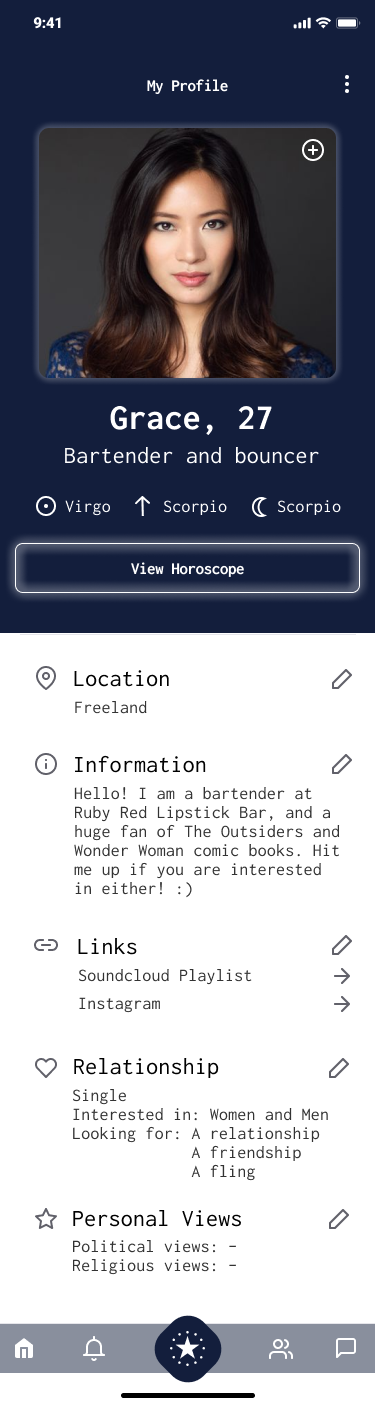 9:41
My Profile
Grace, 27
Bartender and bouncer
Virgo Scorpio Scorpio
View Horoscope
Location
Freeland
Information
Hello! I am a bartender at
Ruby Red Lipstick Bar, and a
huge fan of The Outsiders and
Wonder Woman comic books. Hit
me up if you are interested
in either! :)
Links
Soundcloud Playlist
Instagram
Relationship
Single
Interested in: Women and Men
Looking for: A relationship
A friendship
A fling
Personal Views
Political views: -
Religious views: -